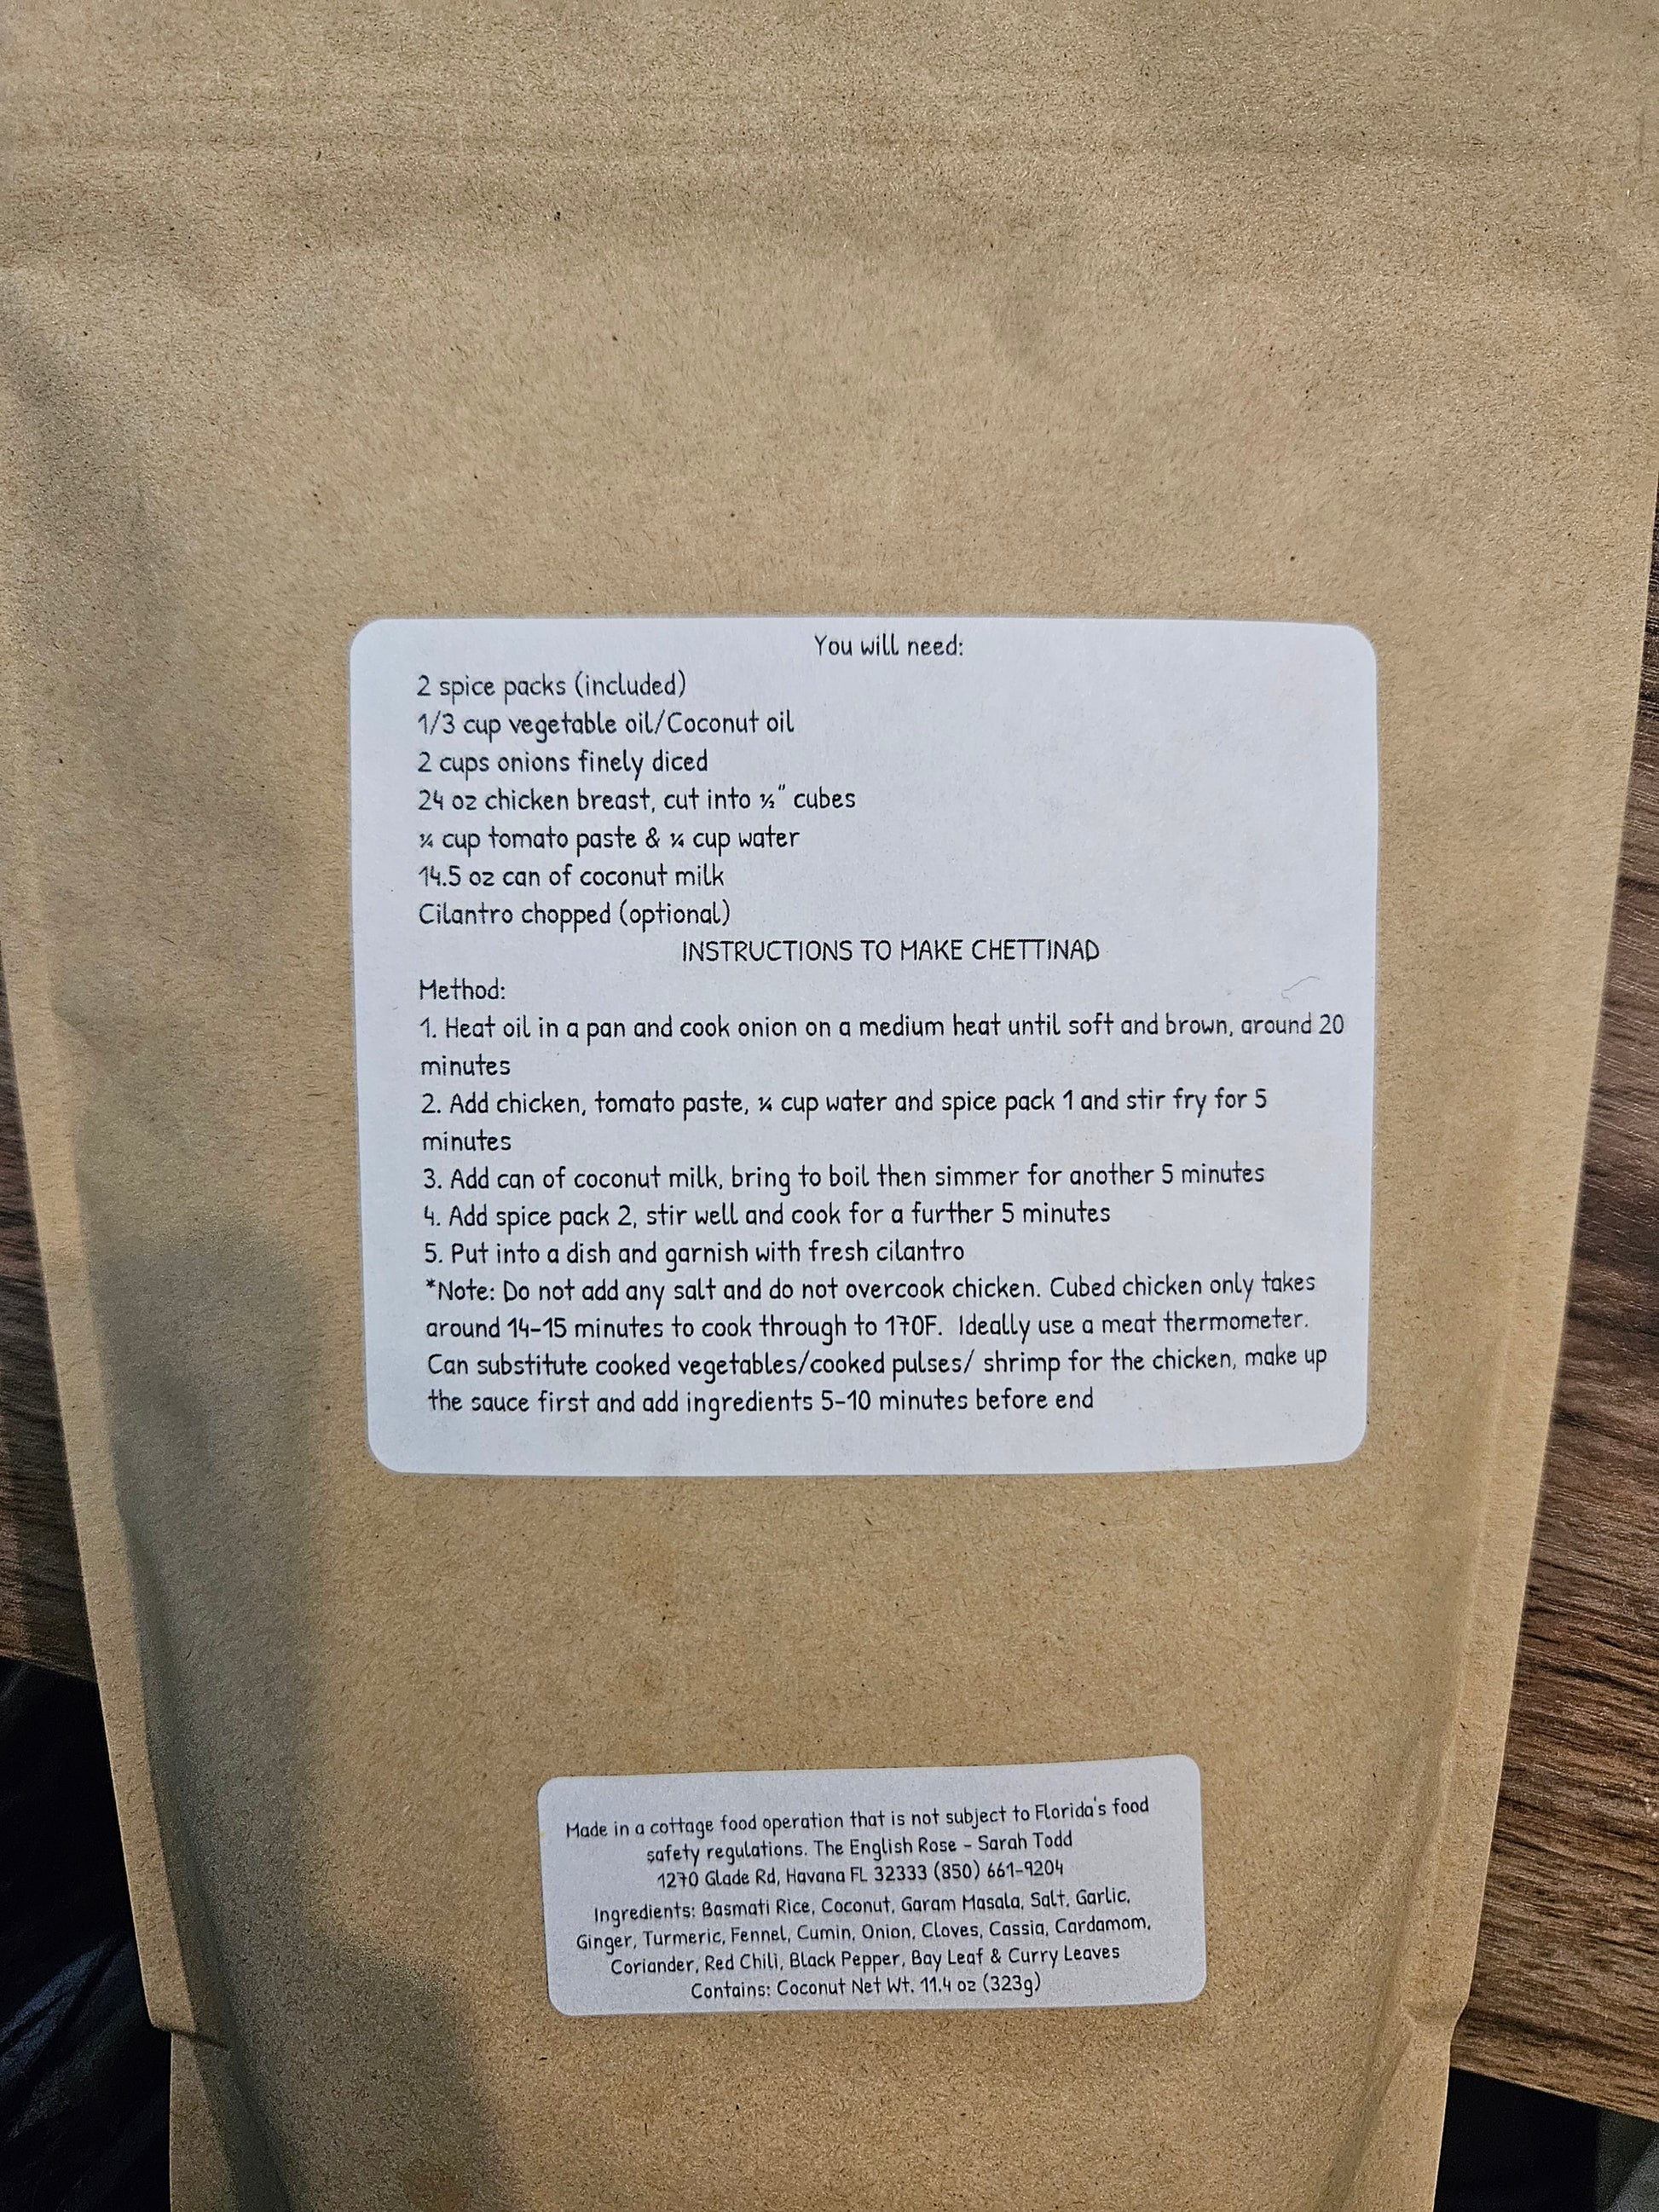 You will need:
2 spice packs (included)
1/3 cup vegetable oil/Coconut oil
2 cups onions finely diced
24 oz chicken breast, cut into ½" cubes
¼ cup tomato paste & ¼ cup water
14.5 oz can of coconut milk
Cilantro chopped (optional)
INSTRUCTIONS TO MAKE CHETTINAD
Method:
1. Heat oil in a pan and cook onion on a medium heat until soft and brown, around 20
minutes
2. Add chicken, tomato paste, ¼ cup water and spice pack 1 and stir fry for 5
minutes
3. Add can of coconut milk, bring to boil then simmer for another 5 minutes
4. Add spice pack 2, stir well and cook for a further 5 minutes
5. Put into a dish and garnish with fresh cilantro
*Note: Do not add any salt and do not overcook chicken. Cubed chicken only takes
around 14-15 minutes to cook through to 170F. Ideally use a meat thermometer.
Can substitute cooked vegetables/cooked pulses/ shrimp for the chicken, make up
the sauce first and add ingredients 5-10 minutes before end
Made in a cottage food operation that is not subject to Florida's food
safety regulations. The English Rose - Sarah Todd
1270 Glade Rd, Havana FL 32333 (850) 661-9204
Ingredients: Basmati Rice, Coconut, Garam Masala, Salt, Garlic,
Ginger, Turmeric, Fennel, Cumin, Onion, Cloves, Cassia, Cardamom,
Coriander, Red Chili, Black Pepper, Bay Leaf & Curry Leaves
Contains: Coconut Net Wt. 11.4 oz (323g)